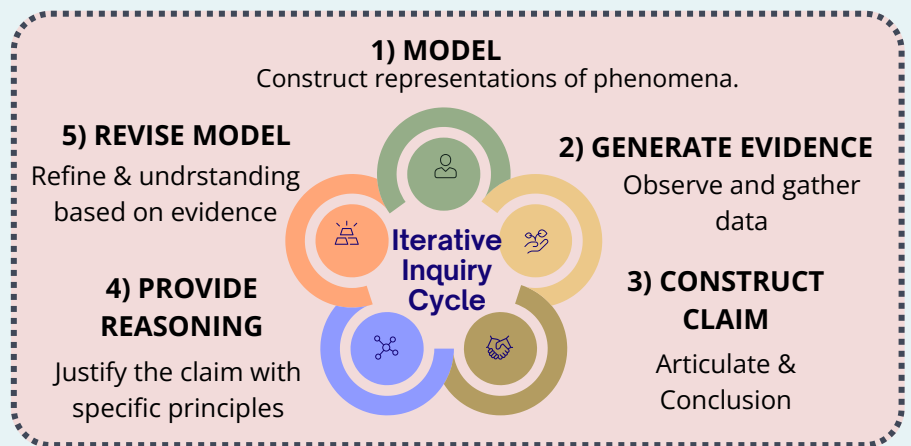 1) MODEL
Construct representations of phenomena.
5) REVISE MODEL
Refine & undrstanding
based on evidence
2) GENERATE EVIDENCE
Observe and gather
data
Iterative
Inquiry
Cycle
4) PROVIDE
REASONING
Justify the claim with
specific principles
3) CONSTRUCT
CLAIM
Articulate &
Conclusion